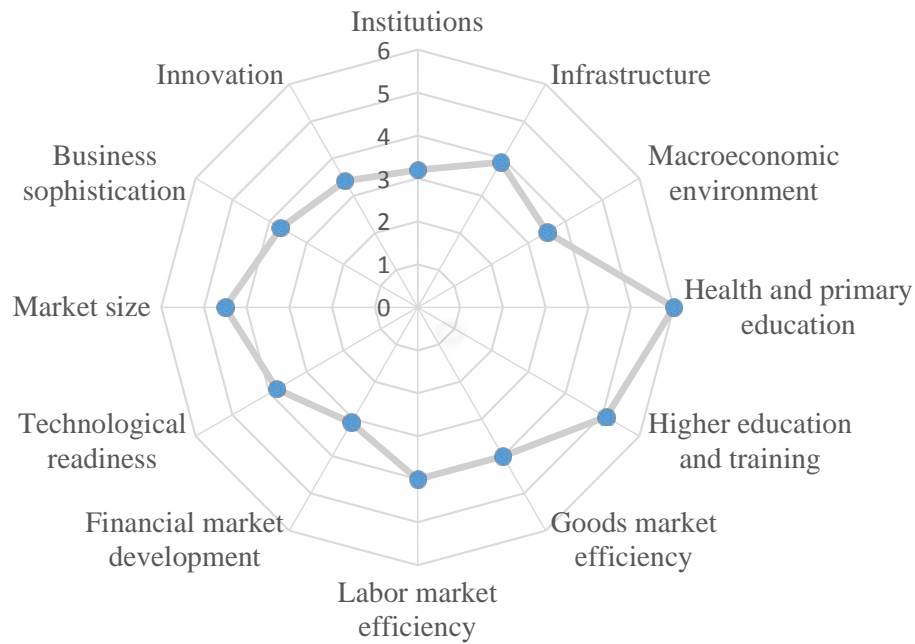 Institutions
6
5
4
3
2
1
0
Infrastructure
Macroeconomic
environment
Health and primary
education
Higher education
and training
Goods market
efficiency
Labor market
efficiency
Financial market
development
Technological
readiness
Market size
Business
sophistication
Innovation